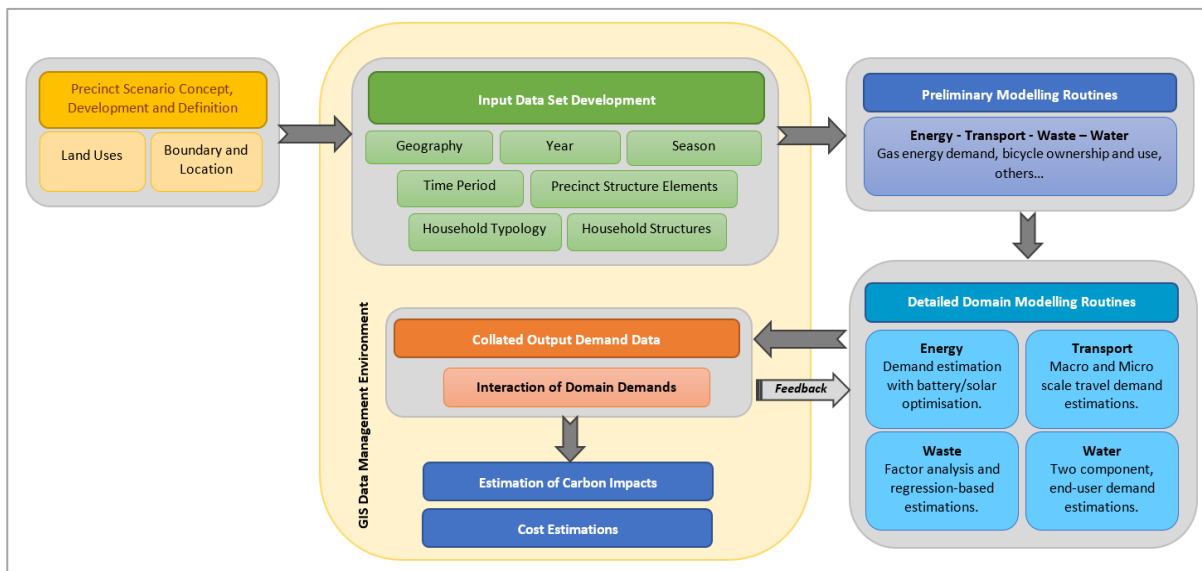 Precinct Scenario Concept,
Development and Definition
Land Uses
Boundary and
Location
Input Data Set Development
Geography
Year
Season
Time Period
Precinct Structure Elements
Household Typology
Household Structures
Preliminary Modelling Routines
Energy - Transport - Waste – Water
Gas energy demand, bicycle ownership and use,
others…
Detailed Domain Modelling Routines
Energy
Demand estimation
with battery/solar
optimisation.
Transport
Macro and Micro
scale travel demand
estimations.
Waste
Factor analysis and
regression-based
estimations.
Water
Two component,
end-user demand
estimations.
Collated Output Demand Data
Interaction of Domain Demands
Feedback
Estimation of Carbon Impacts
Cost Estimations
GIS Data Management Environment